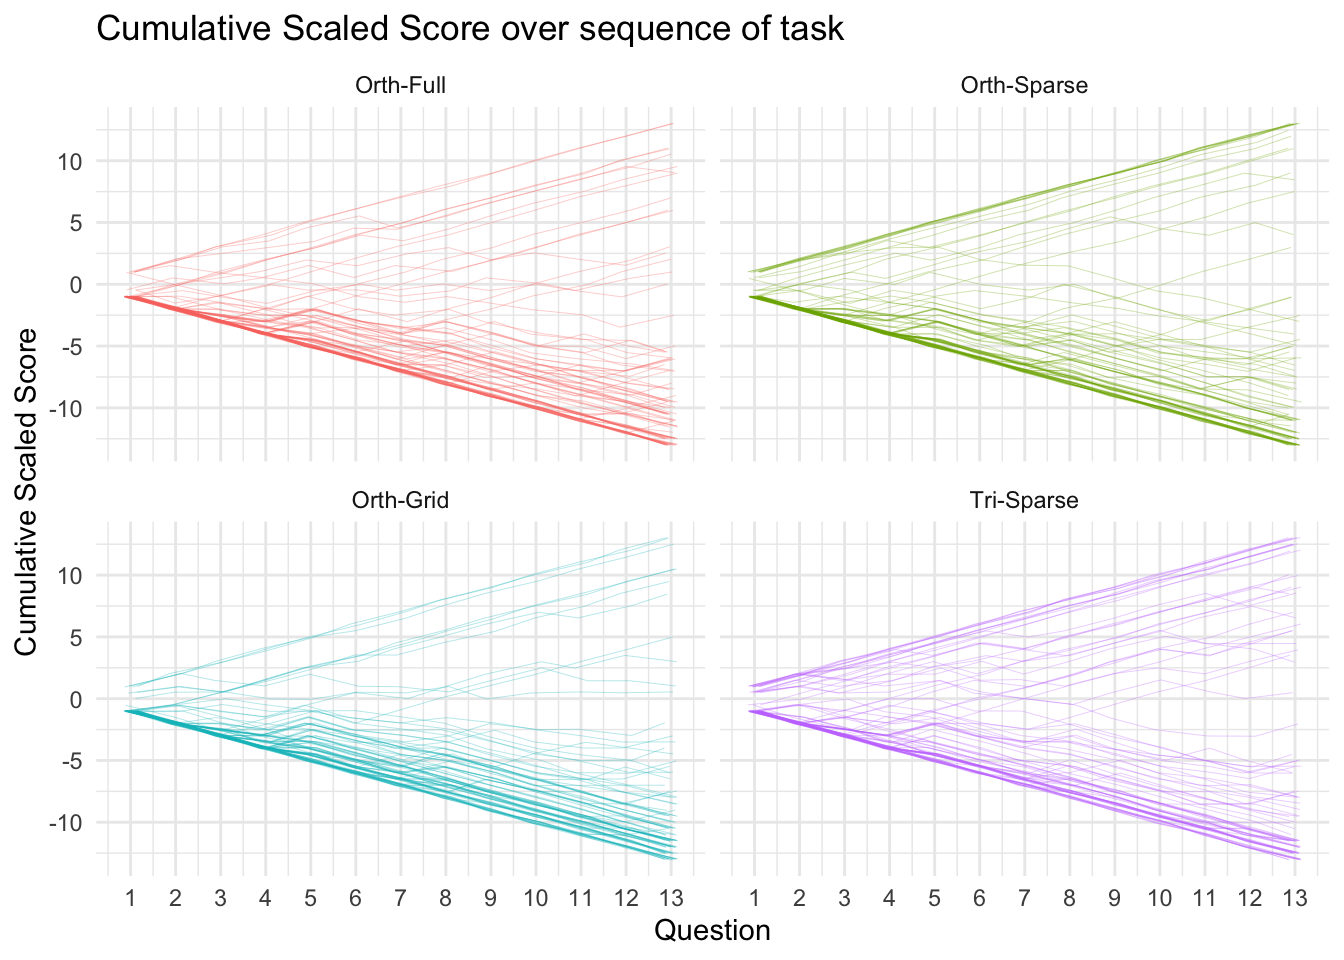 Cumulative Scaled Score over sequence of task
Orth-Full
Orth-Sparse
10
5
0
-5
-10
Orth-Grid
Tri-Sparse
10
5
0
-5
-10
Cumulative Scaled Score
1 2 3 4 5 6 7 8 9 10 11 12 13
1 2 3 4 5 6 7 8 9 10 11 12 13
Question